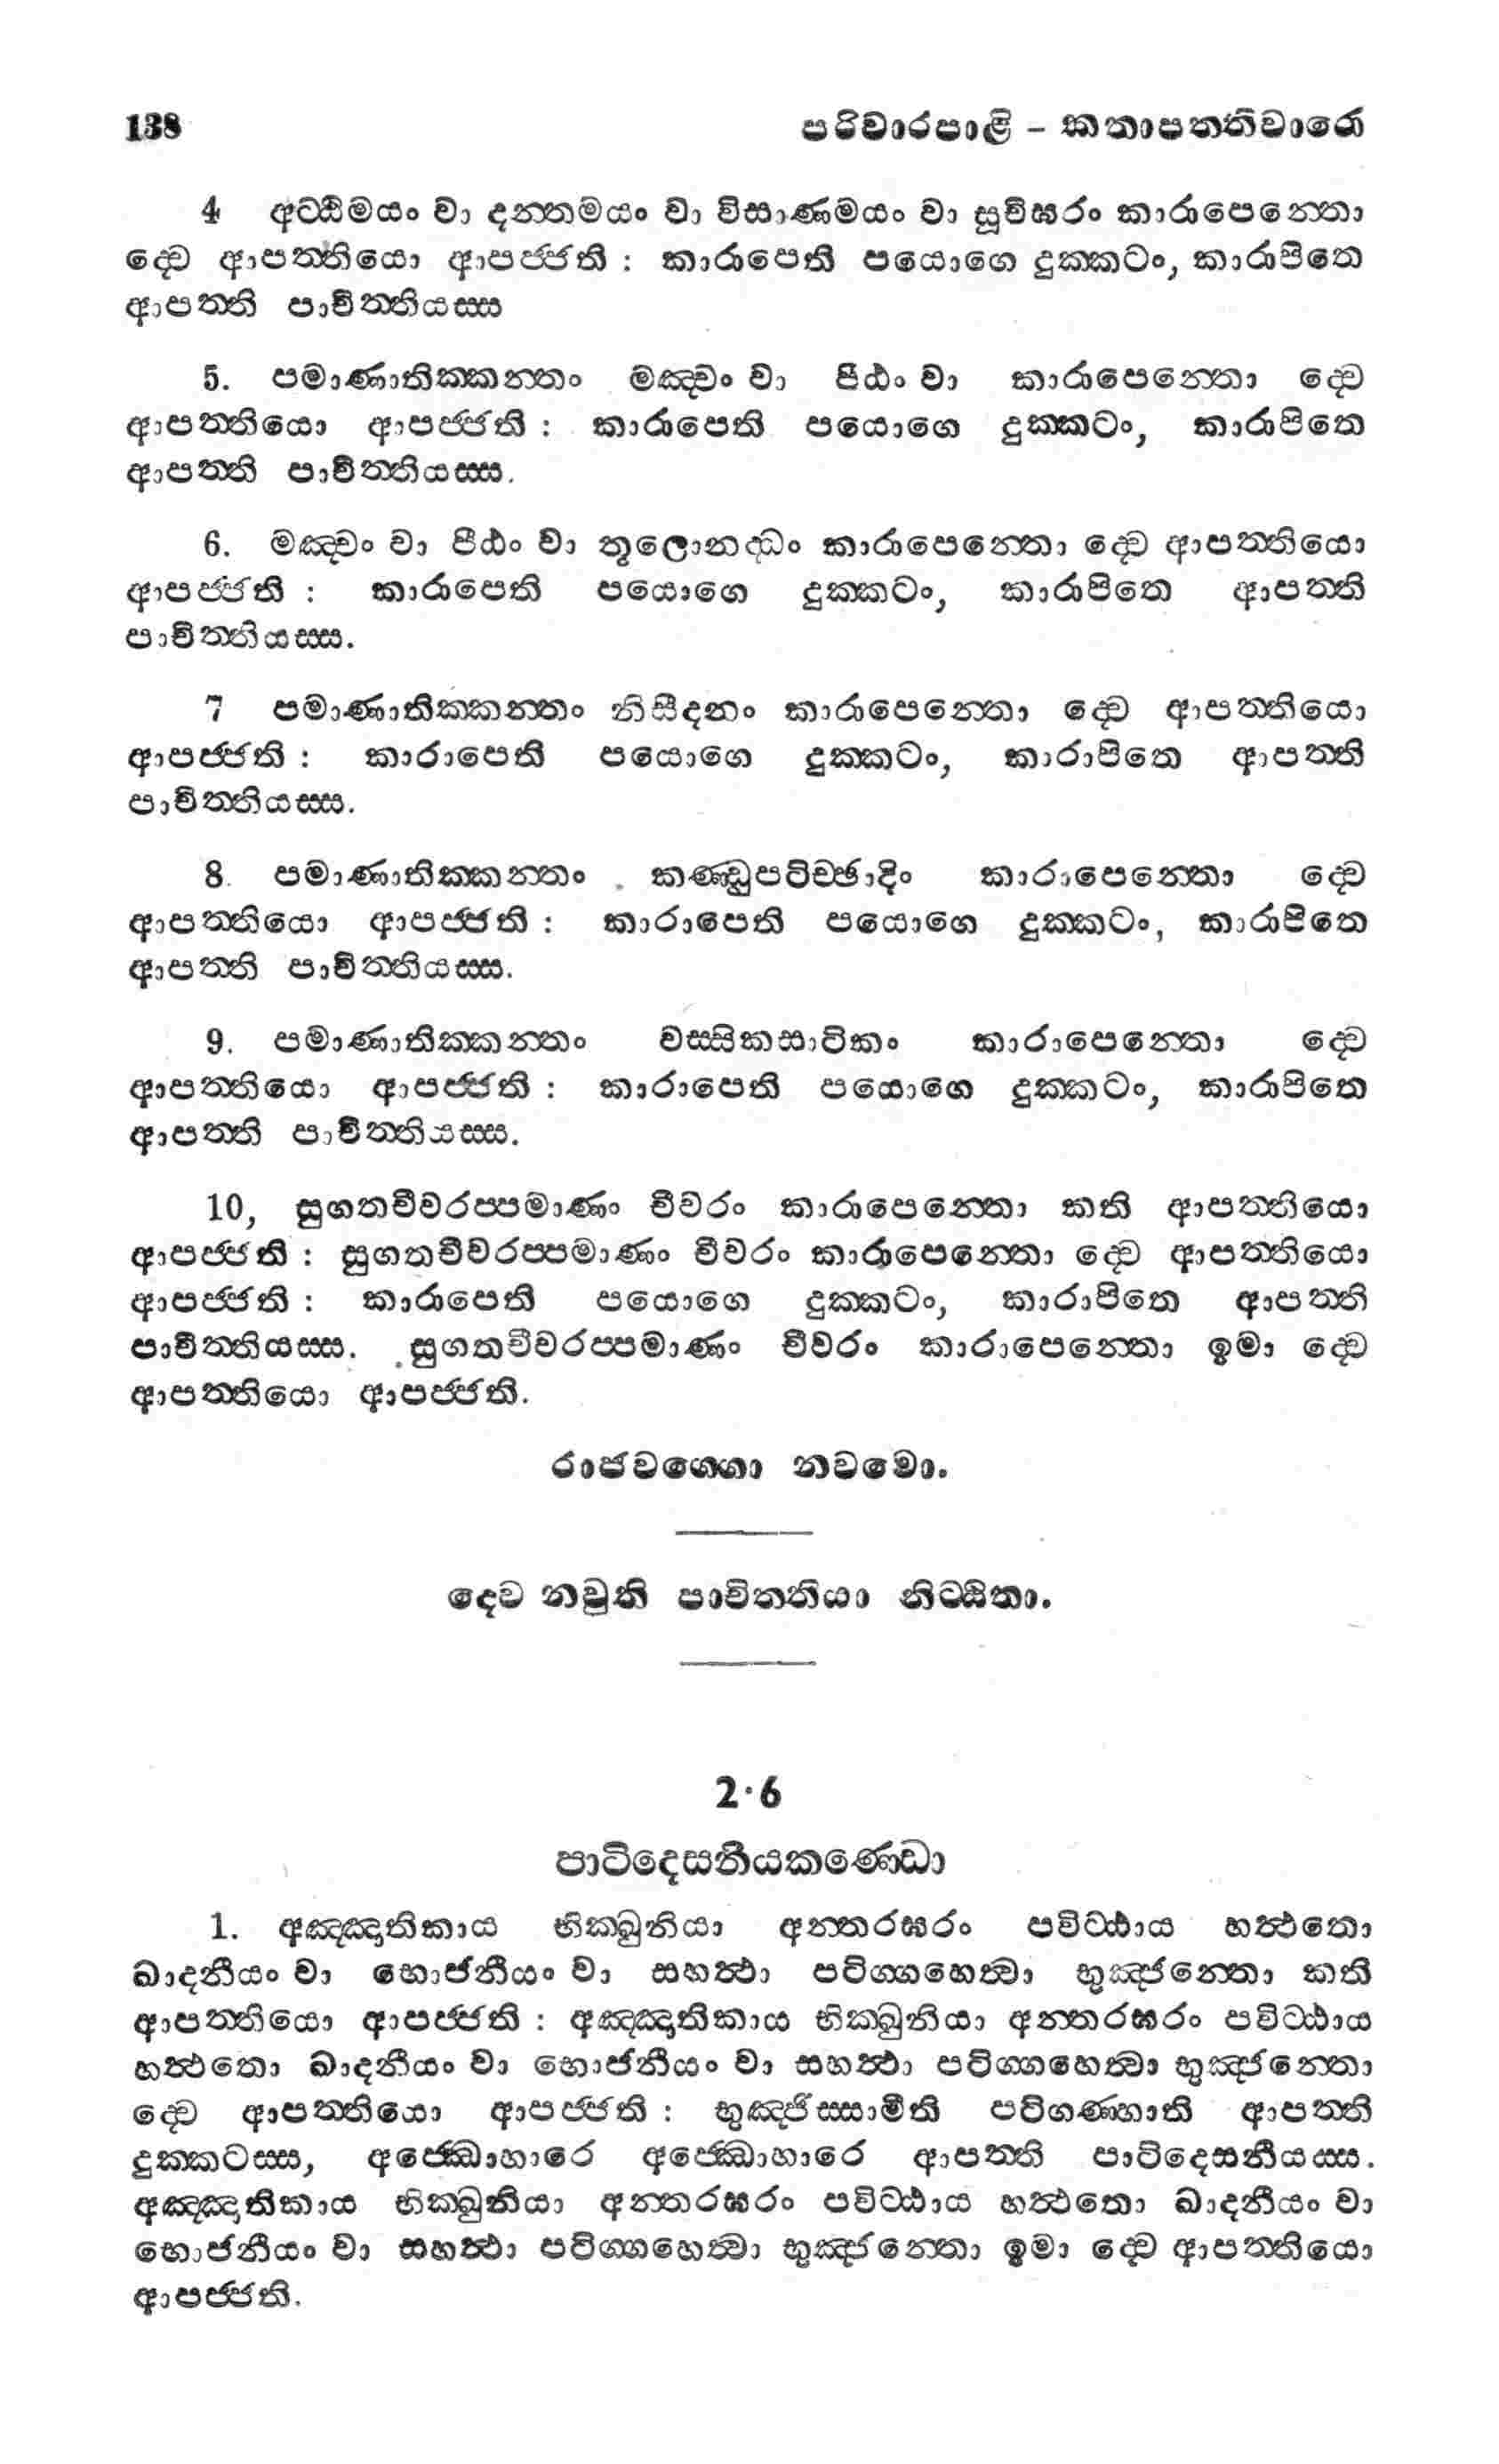 138 පරිවාරපාළි – කතාපත්තිවාරො
4 අට්ඨිමයං වා දන්තමයං වා විසාණමයං වා සූචිඝරං කාරාපෙන්තො
ද්වෙ ආපත්තියො ආපජ්ජති : කාරාපෙති පයොගෙ දුක්කටං, කාරාපිතෙ
ආපත්ති පාචිත්තියස්ස
5. පමාණාතික්කන්තං මඤ්චං වා පීඨං වා කාරාපෙන්තො ද්වෙ
ආපත්තියො ආපජ්ජති : කාරාපෙති පයොගෙ දුක්කටං, කාරාපිතෙ
ආපත්ති පාචිත්තියස්ස.
6. මඤ්චං වා පීඨං වා තූලොනද්ධං කාරාපෙන්තො ද්වෙ ආපත්තියො
ආපජ්ජති : කාරාපෙති පයොගෙ දුක්කටං, කාරාපිතෙ ආපත්ති
පාචිත්තියස්ස.
7 පමාණාතික්කන්තං නිසීදනං කාරාපෙන්තො ද්වෙ ආපත්තියො
ආපජ්ජති : කාරාපෙති පයොගෙ දුක්කටං, කාරාපිතෙ ආපත්ති
පාචිත්තියස්ස.
8. පමාණාතික්කන්තං කණ්ඩුපටිච්ඡාදිං කාරාපෙන්තො ද්වෙ
ආපත්තියො ආපජ්ජති : කාරාපෙති පයොගෙ දුක්කටං, කාරාපිතෙ
ආපත්ති පාචිත්තියස්ස.
9. පමාණාතික්කන්තං වස්සිකසාටිකං කාරාපෙන්තො ද්වෙ
ආපත්තියො ආපජ්ජති : කාරාපෙති පයොගෙ දුක්කටං, කාරාපිතෙ
ආපත්ති පාචිත්තියස්ස.
10, සුගතචීවරප්පමාණං චීවරං කාරාපෙන්තො කති ආපත්තියො
ආපජ්ජති : සුගතචීවරප්පමාණං චීවරං කාරාපෙන්තො ද්වෙ ආපත්තියො
ආපජ්ජති : කාරාපෙති පයොගෙ දුක්කටං, කාරාපිතෙ ආපත්ති
පාචිත්තියස්ස. සුගතචීවරප්පමාණං චීවරං කාරාපෙන්තො ඉමා ද්වෙ
ආපත්තියො ආපජ්ජති.
රාජවග්ගො නවමො.
ද්වෙ නවුති පාචිත්තියා නිට්ඨිතා.
2·6
පාටිදෙසනීයකණ්ඩො
1. අඤ්ඤාතිකාය භික්ඛුනියා අන්තරඝරං පවිට්ඨාය හත්ථතො
ඛාදනීයං වා භොජනීයං වා සහත්ථා පටිග්ගහෙත්වා භුඤ්ජන්තො කති
ආපත්තියො ආපජ්ජති : අඤ්ඤාතිකාය භික්ඛුනියා අන්තරඝරං පවිට්ඨාය
හත්ථතො ඛාදනීයං වා භොජනීයං වා සහත්ථා පටිග්ගහෙත්වා භුඤ්ජන්තො
ද්වෙ ආපත්තියො ආපජ්ජති : භුඤ්ජිස්සාමීති පටිගණ්හාති ආපත්ති
දුක්කටස්ස, අජ්ඣොහාරෙ අජ්ඣොහාරෙ ආපත්ති පාටිදෙසනීයස්ස.
අඤ්ඤාතිකාය භික්ඛුනියා අන්තරඝරං පවිට්ඨාය හත්ථතො ඛාදනීයං වා
භොජනීයං වා සහත්ථා පටිග්ගහෙත්වා භුඤ්ජන්තො ඉමා ද්වෙ ආපත්තියො
ආපජ්ජති.